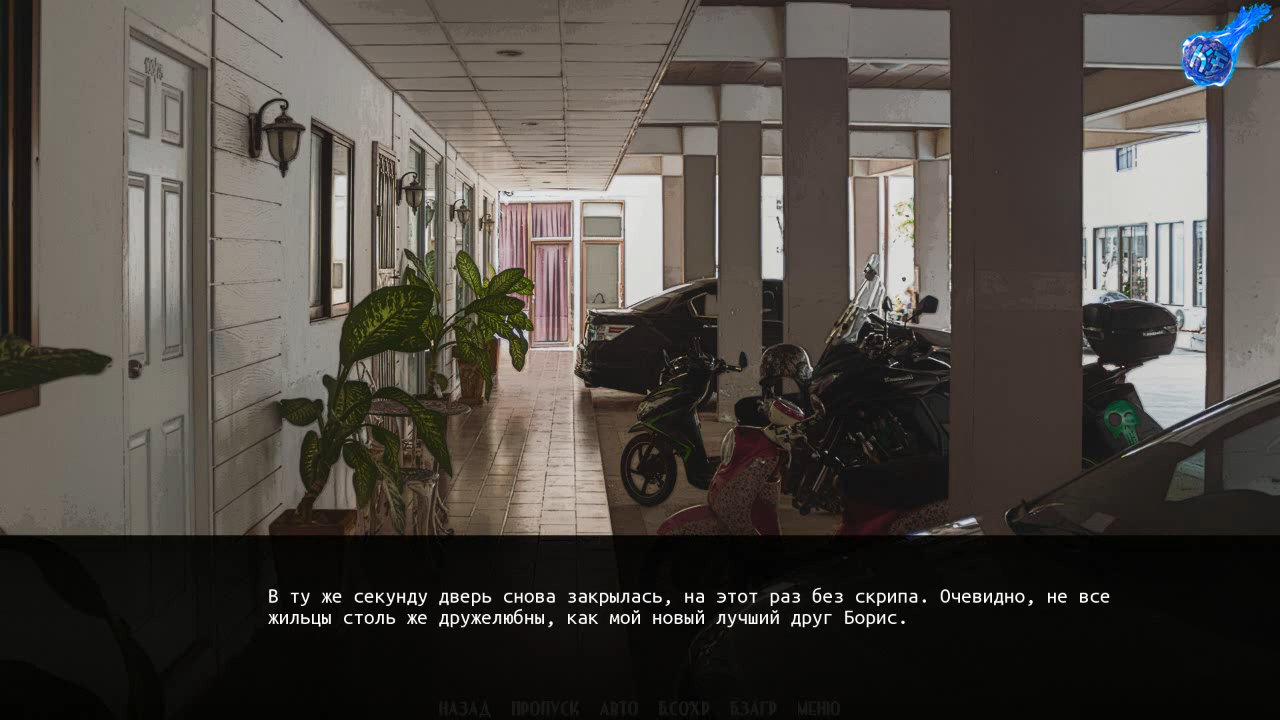 В ту же секунду дверь снова закрылась, на этот раз без скрипа. Очевидно, не все
жильцы столь же дружелюбны, как мой новый лучший друг Борис.
НАЗАД ПРОПУСК АВТО Б.СОХР Б.ЗАГР МЕНЮ